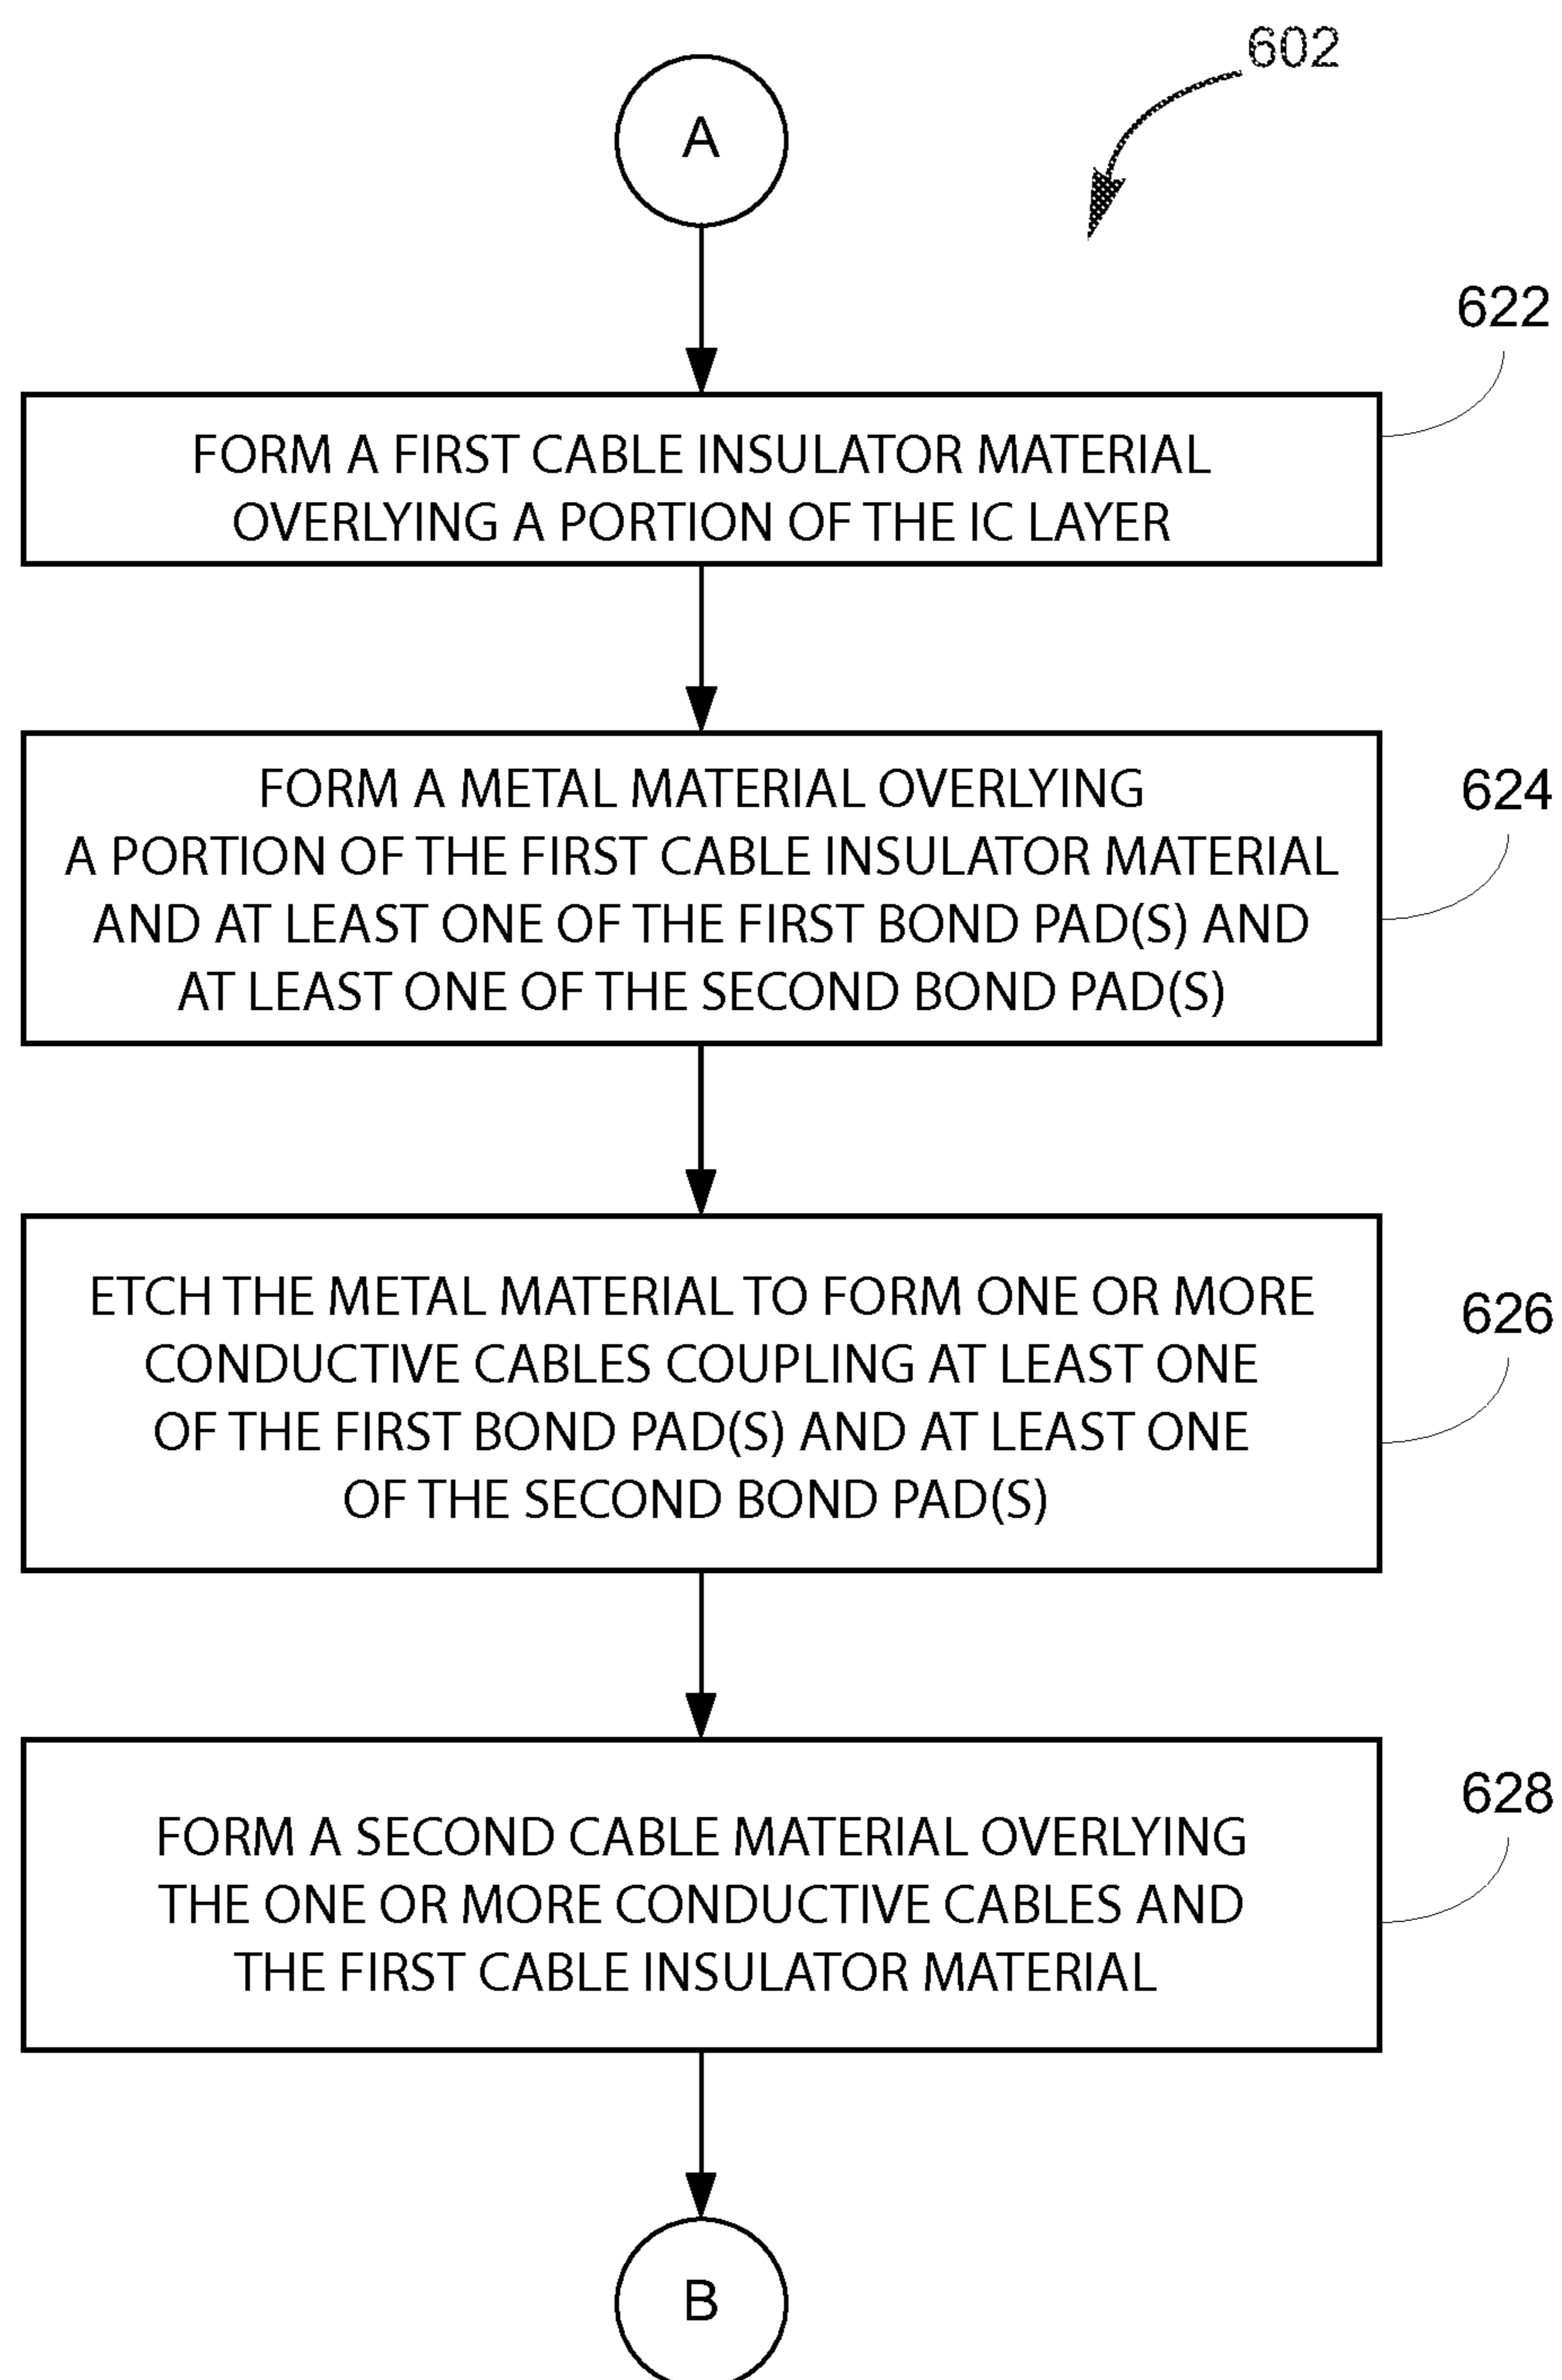 602
A
622
FORM A FIRST CABLE INSULATOR MATERIAL
OVERLYING A PORTION OF THE IC LAYER
624
FORM A METAL MATERIAL OVERLYING
A PORTION OF THE FIRST CABLE INSULATOR MATERIAL
AND AT LEAST ONE OF THE FIRST BOND PAD(S) AND
AT LEAST ONE OF THE SECOND BOND PAD(S)
626
ETCH THE METAL MATERIAL TO FORM ONE OR MORE
CONDUCTIVE CABLES COUPLING AT LEAST ONE
OF THE FIRST BOND PAD(S) AND AT LEAST ONE
OF THE SECOND BOND PAD(S)
628
FORM A SECOND CABLE MATERIAL OVERLYING
THE ONE OR MORE CONDUCTIVE CABLES AND
THE FIRST CABLE INSULATOR MATERIAL
B